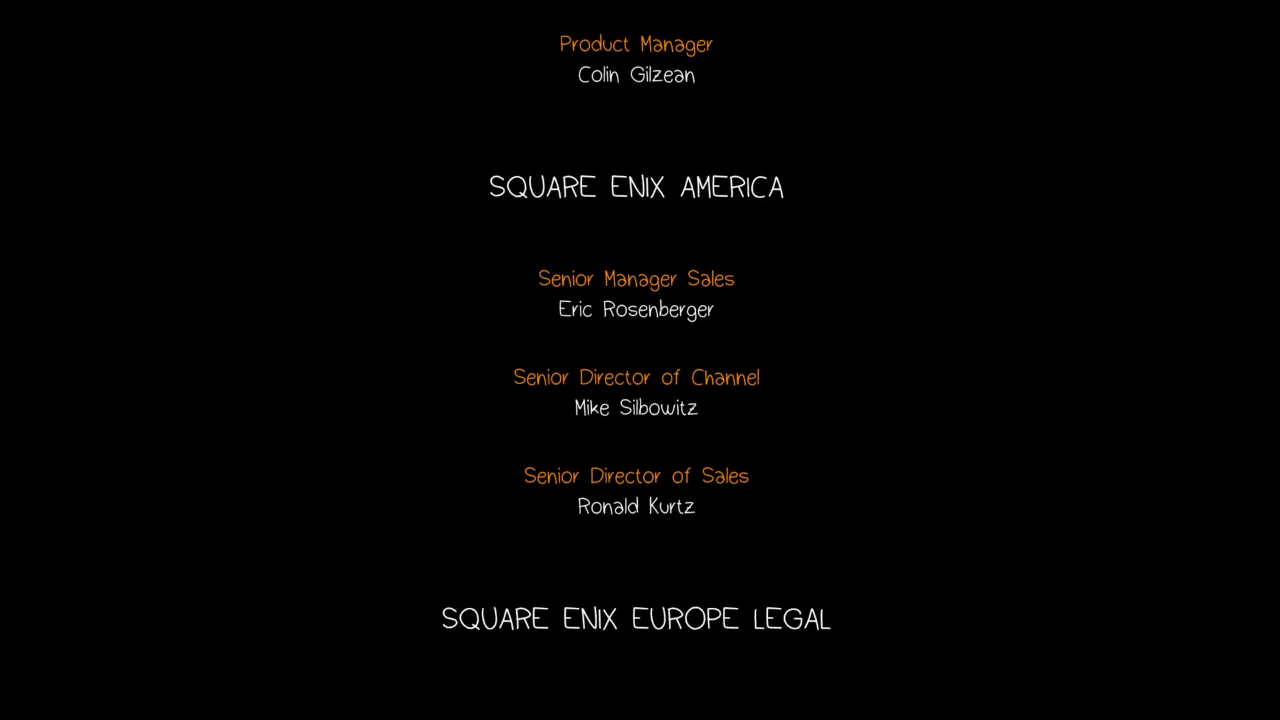 Product Manager
Colin Gilzean
SQUARE ENIX AMERICA
Senior Manager Sales
Eric Rosenberger
Senior Director of Channel
Mike Silbowitz
Senior Director of Sales
Ronald Kurtz
SQUARE ENIX EUROPE LEGAL